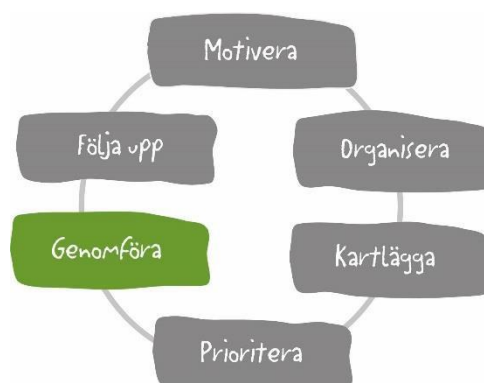 Motivera
Organisera
Kartlägga
Prioritera
Genomföra
Följa upp